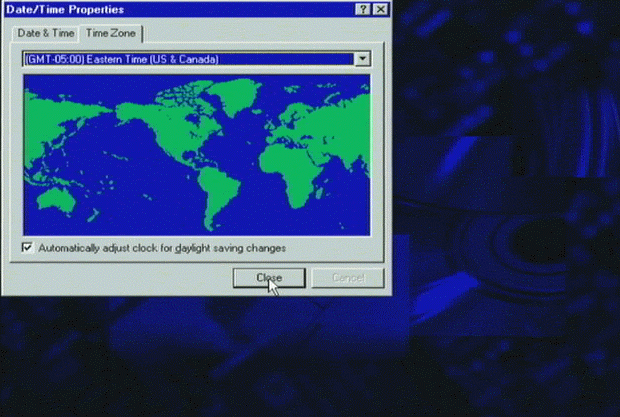 Date/Time Properties
Date & Time
Time Zone
(GMT-05:00) Eastern Time (US & Canada)
Automatically adjust clock for daylight saving changes
Close
Cancel